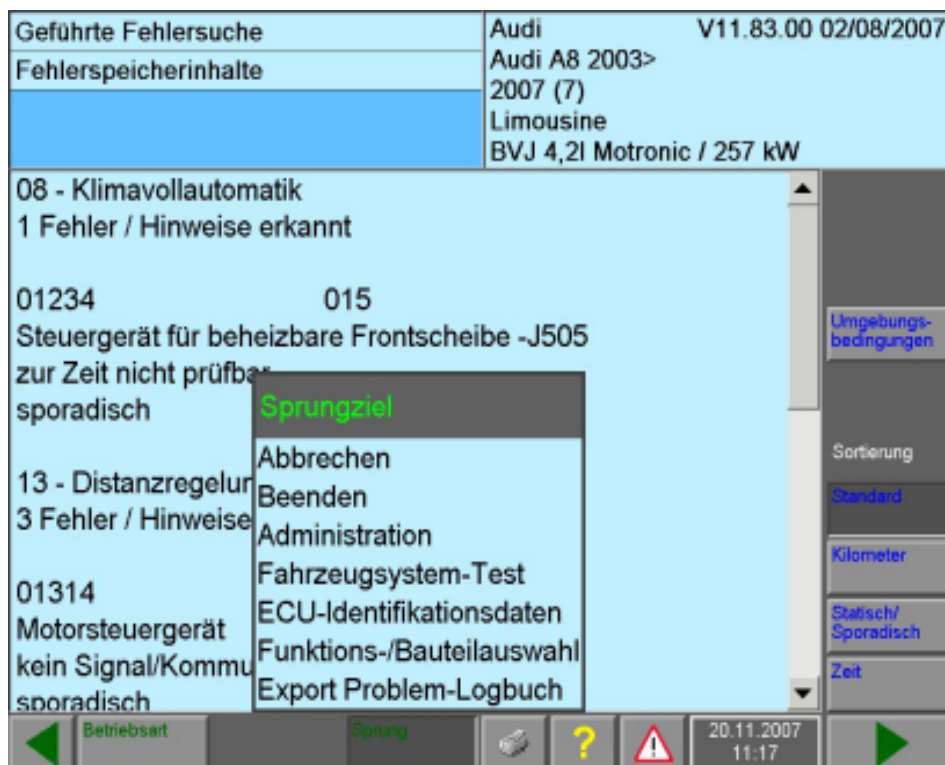 Geführte Fehlersuche
Fehlerspeicherinhalte
Audi V11.83.00 02/08/2007
Audi A8 2003>
2007 (7)
Limousine
BVJ 4,2l Motronic / 257 kW
08 - Klimavollautomatik
1 Fehler / Hinweise erkannt
01234 015
Steuergerät für beheizbare Frontscheibe -J505
zur Zeit nicht prüfbar
sporadisch
13 - Distanzregelun
3 Fehler / Hinweise
01314
Motorsteuergerät
kein Signal/Kommu
sporadisch
Sprungziel
Abbrechen
Beenden
Administration
Fahrzeugsystem-Test
ECU-Identifikationsdaten
Funktions-/Bauteilauswahl
Export Problem-Logbuch
Umgebungs-
bedingungen
Sortierung
Standard
Kilometer
Statisch/
Sporadisch
Zeit
Betriebsart
Sprung
?
20.11.2007
11:17